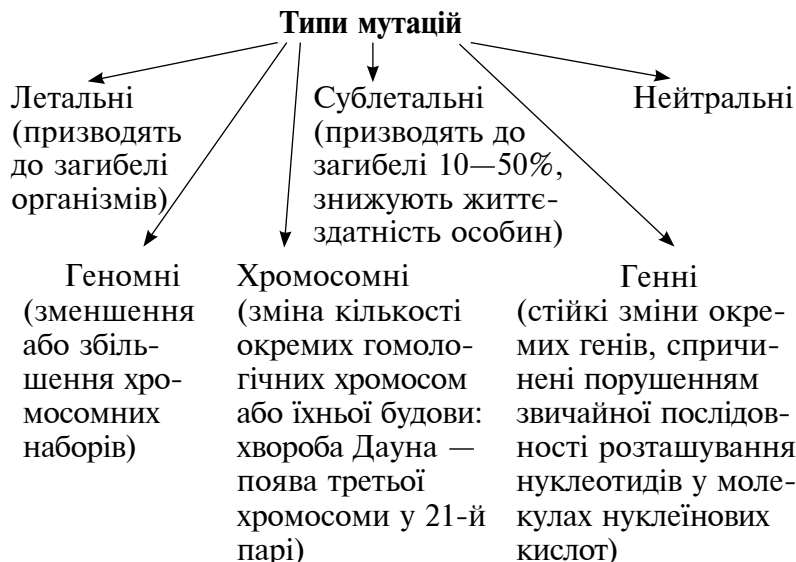 Типи мутацій
Летальні
(призводять
до загибелі
організмів)
Сублетальні
(призводять до
загибелі 10—50%,
знижують життє-
здатність особин)
Нейтральні
Геномні
(зменшення
або збіль-
шення хро-
мосомних
наборів)
Хромосомні
(зміна кількості
окремих гомоло-
гічних хромосом
або їхньої будови:
хвороба Дауна —
поява третьої
хромосоми у 21-й
парі)
Генні
(стійкі зміни окре-
мих генів, спричи-
нені порушенням
звичайної послідов-
ності розташування
нуклеотидів у моле-
кулах нуклеїнових
кислот)